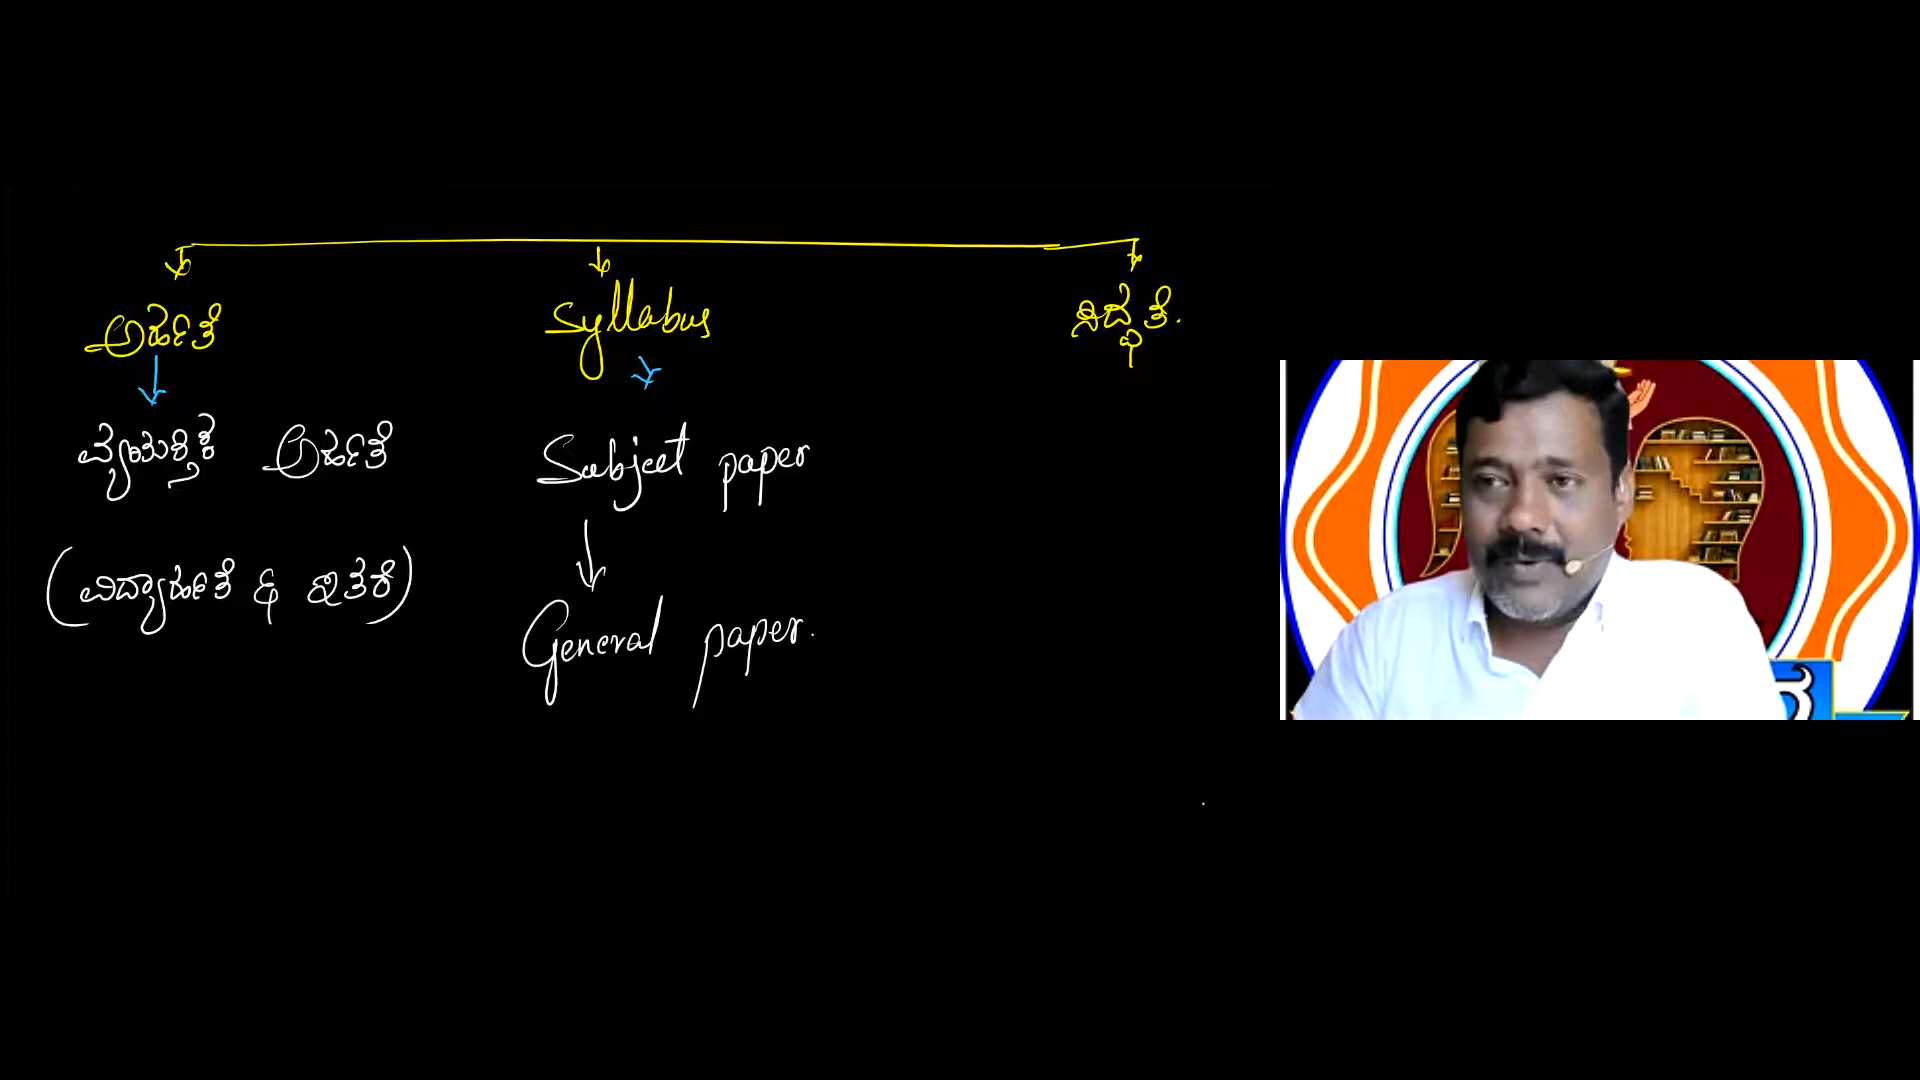 ಅರ್ಹತೆ Syllabus ಸಿದ್ಧತೆ.
ವೈಯಕ್ತಿಕ ಅರ್ಹತೆ Subject paper
(ವಿದ್ಯಾರ್ಹತೆ & ಇತರೆ)
General paper.